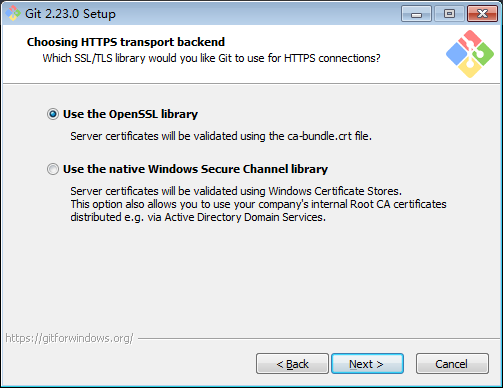 Git 2.23.0 Setup
Choosing HTTPS transport backend
Which SSL/TLS library would you like Git to use for HTTPS connections?
Use the OpenSSL library
Server certificates will be validated using the ca-bundle.crt file.
Use the native Windows Secure Channel library
Server certificates will be validated using Windows Certificate Stores.
This option also allows you to use your company's internal Root CA certificates
distributed e.g. via Active Directory Domain Services.
https://gitforwindows.org/
< Back
Next >
Cancel